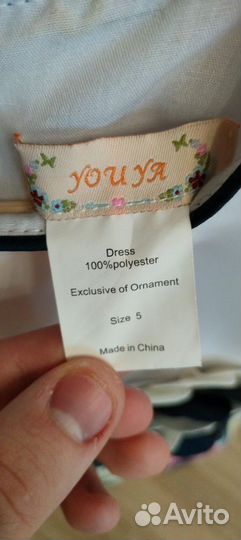 YOU YA
Dress
100%polyester
Exclusive of Ornament
Size 5
Made in China
Avito